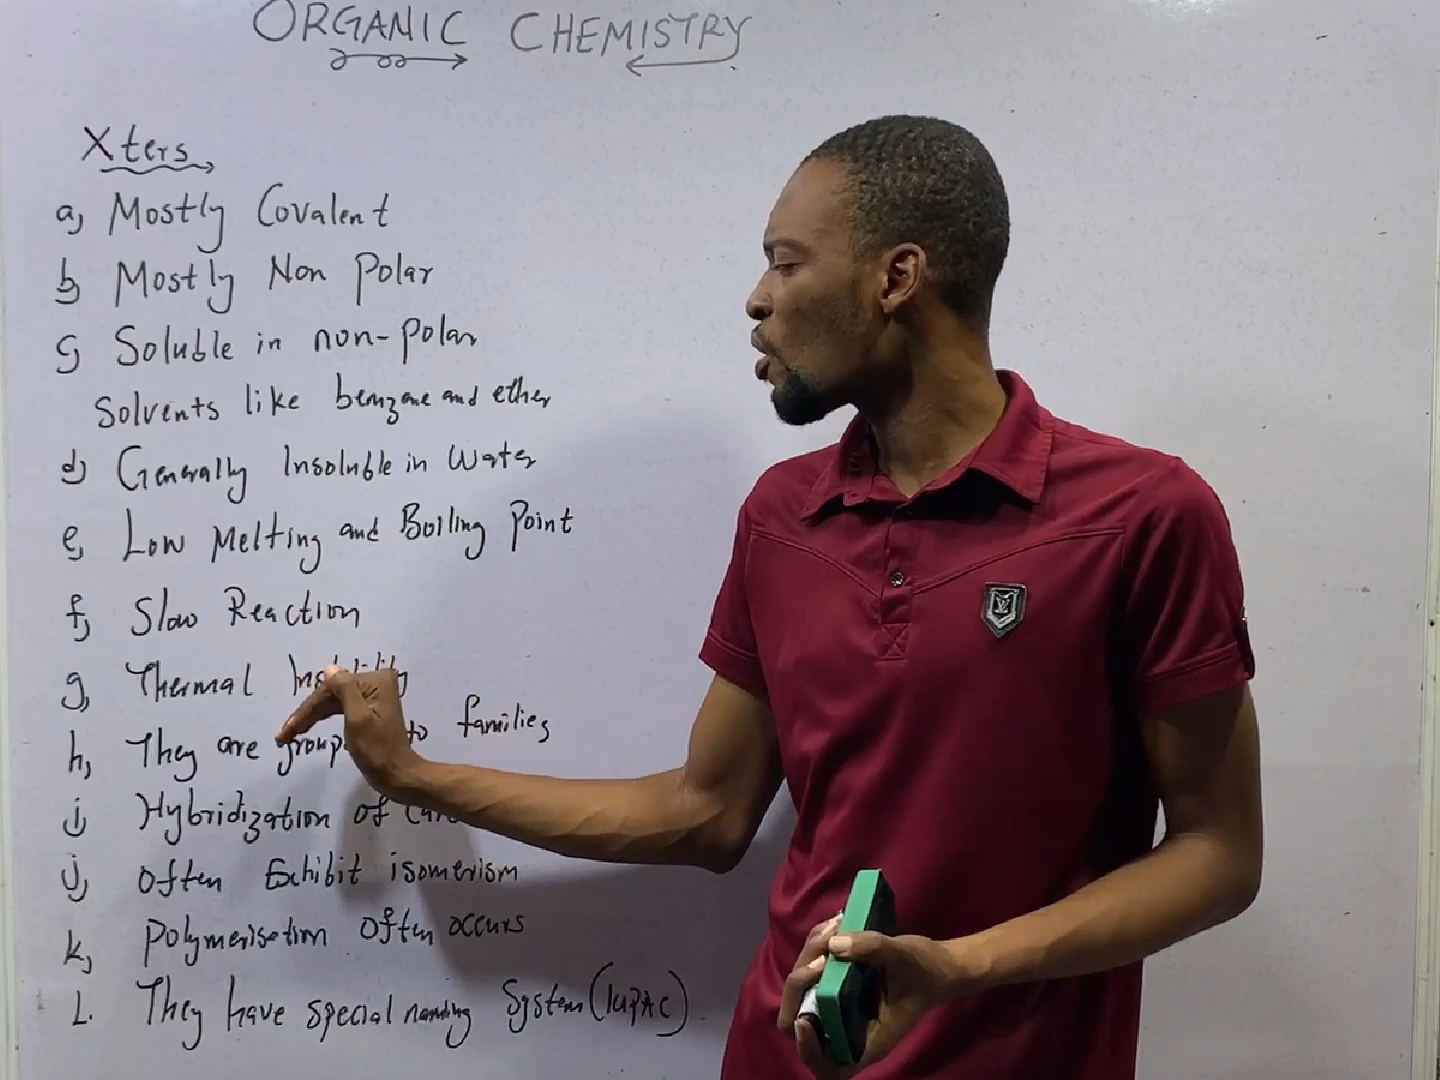 ORGANIC CHEMISTRY
Xters
a, Mostly Covalent
b, Mostly Non Polar
c, Soluble in non-polar
Solvents like benzene and ether
d, Generally Insoluble in Water
e, Low Melting and Boiling Point
f, Slow Reaction
g, Thermal
h, They are families
i, Hybridization of
j, Often Exhibit isomerism
k, Polymerisation often occurs
L. They have special naming System (IUPAC)